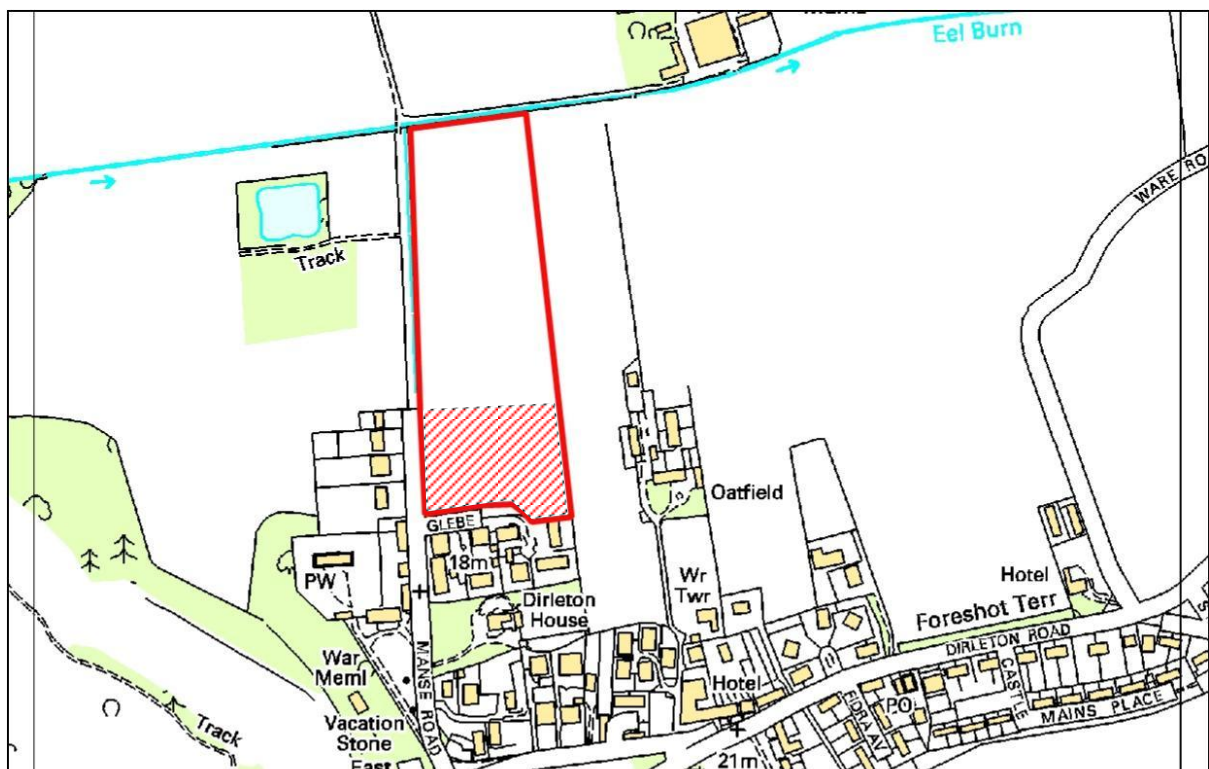 Eel Burn
WARE RO
Track
Oatfield
GLEBE
18m
PW
Wr
Twr
Hotel
Foreshot Terr
Dirleton
House
DIRLETON ROAD
War
Meml
MANSE ROAD
Hotel
CASTLE
MAINS PLACE
FIDRA AV
PO
Vacation
Stone
Track
East
21m